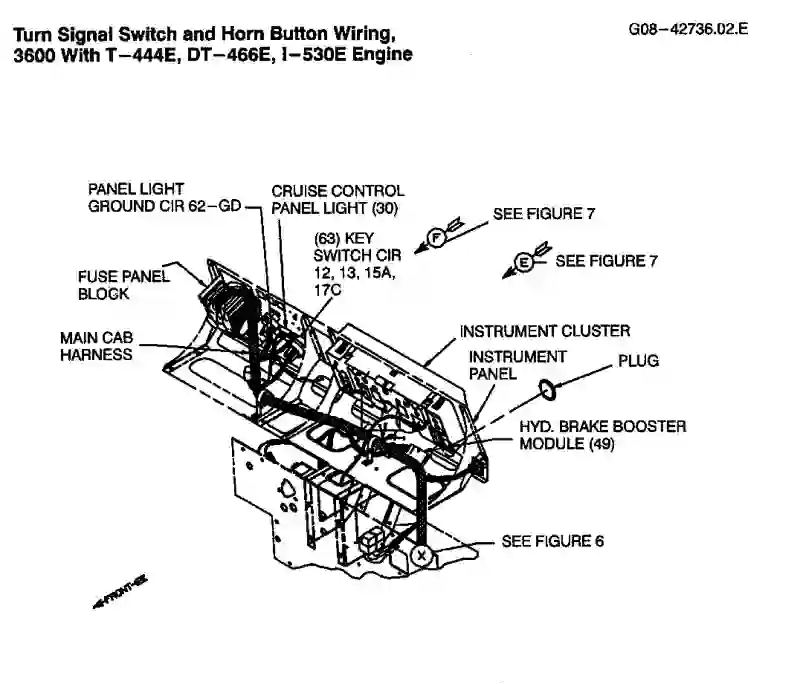 Turn Signal Switch and Horn Button Wiring,
3600 With T-444E, DT-466E, I-530E Engine
G08-42736.02.E
PANEL LIGHT
GROUND CIR 62-GD
CRUISE CONTROL
PANEL LIGHT (30)
(63) KEY
SWITCH CIR
12, 13, 15A,
17C
F
SEE FIGURE 7
E
SEE FIGURE 7
FUSE PANEL
BLOCK
MAIN CAB
HARNESS
INSTRUMENT CLUSTER
INSTRUMENT
PANEL
PLUG
HYD. BRAKE BOOSTER
MODULE (49)
SEE FIGURE 6
X
FRONT-EE